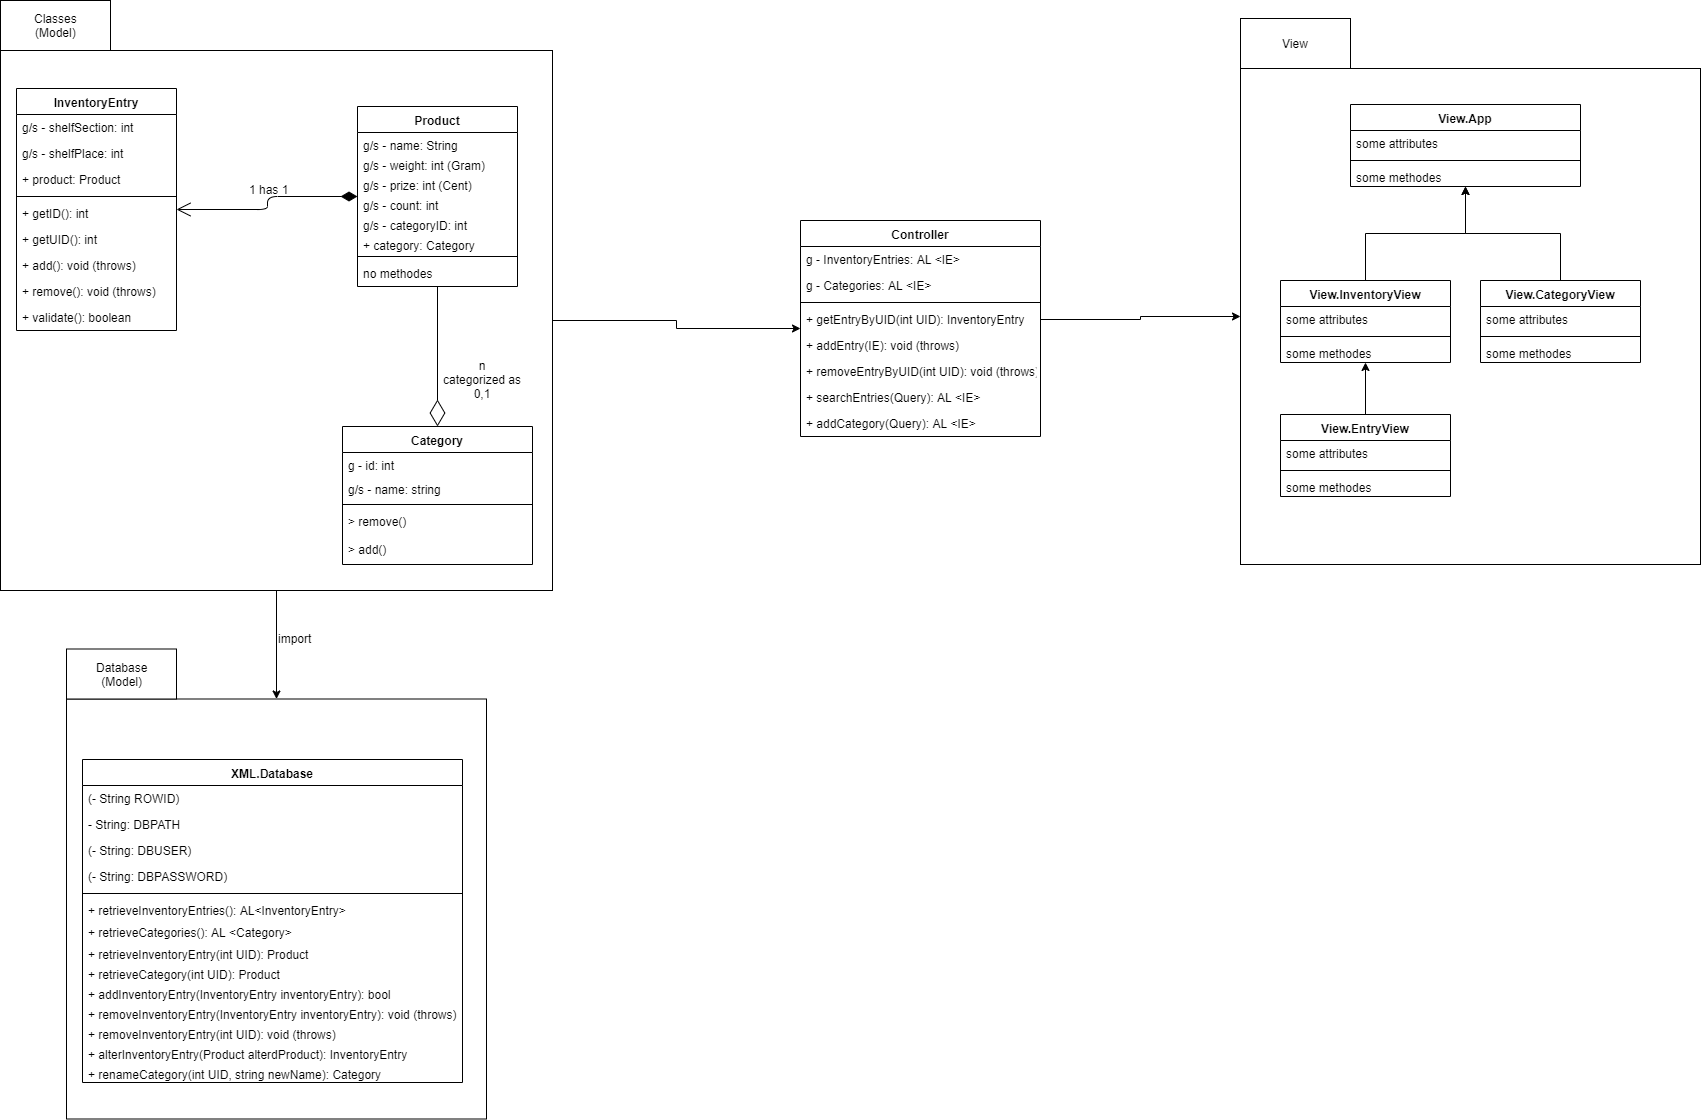 Classes
(Model)
InventoryEntry
g/s - shelfSection: int
g/s - shelfPlace: int
+ product: Product
+ getID(): int
+ getUID(): int
+ add(): void (throws)
+ remove(): void (throws)
+ validate(): boolean
1 has 1
Product
g/s - name: String
g/s - weight: int (Gram)
g/s - prize: int (Cent)
g/s - count: int
g/s - categoryID: int
+ category: Category
no methodes
n
categorized as
0,1
Category
g - id: int
g/s - name: string
> remove()
> add()
import
Database
(Model)
XML.Database
(- String ROWID)
- String: DBPATH
(- String: DBUSER)
(- String: DBPASSWORD)
+ retrieveInventoryEntries(): AL<InventoryEntry>
+ retrieveCategories(): AL <Category>
+ retrieveInventoryEntry(int UID): Product
+ retrieveCategory(int UID): Product
+ addInventoryEntry(InventoryEntry inventoryEntry): bool
+ removeInventoryEntry(InventoryEntry inventoryEntry): void (throws)
+ removeInventoryEntry(int UID): void (throws)
+ alterInventoryEntry(Product alterdProduct): InventoryEntry
+ renameCategory(int UID, string newName): Category
Controller
g - InventoryEntries: AL <IE>
g - Categories: AL <IE>
+ getEntryByUID(int UID): InventoryEntry
+ addEntry(IE): void (throws)
+ removeEntryByUID(int UID): void (throws)
+ searchEntries(Query): AL <IE>
+ addCategory(Query): AL <IE>
View
View.App
some attributes
some methodes
View.InventoryView
some attributes
some methodes
View.CategoryView
some attributes
some methodes
View.EntryView
some attributes
some methodes